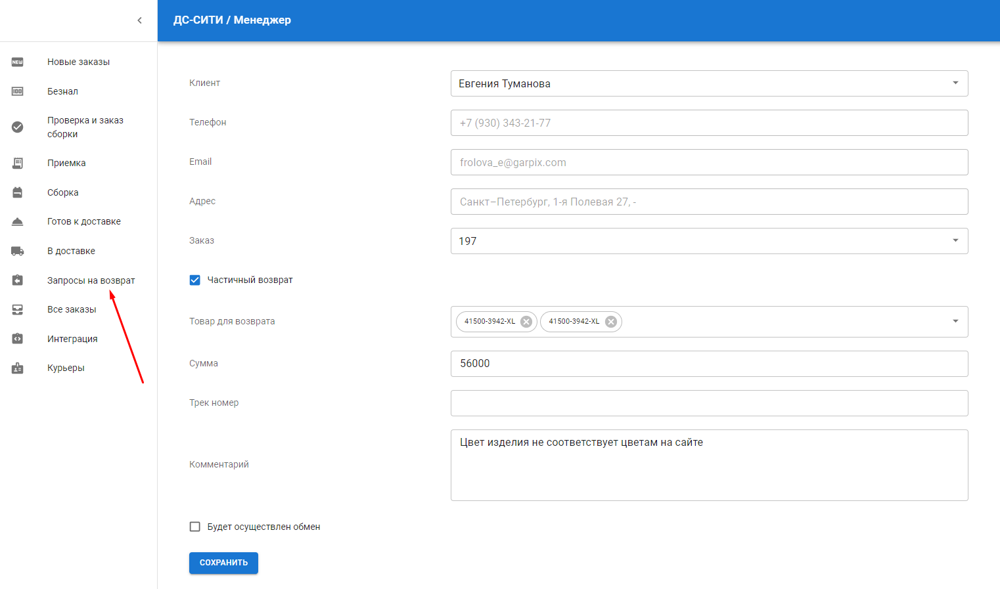 ДС-СИТИ / Менеджер
NEW
Новые заказы
100
Безнал
Проверка и заказ
сборки
Приемка
Сборка
Готов к доставке
В доставке
Запросы на возврат
Все заказы
Интеграция
Курьеры
Клиент
Евгения Туманова
Телефон
+7 (930) 343-21-77
Email
frolova_e@garpix.com
Адрес
Санкт–Петербург, 1-я Полевая 27, -
Заказ
197
Частичный возврат
Товар для возврата
41500-3942-XL 41500-3942-XL
Сумма
56000
Трек номер
Комментарий
Цвет изделия не соответствует цветам на сайте
Будет осуществлен обмен
СОХРАНИТЬ